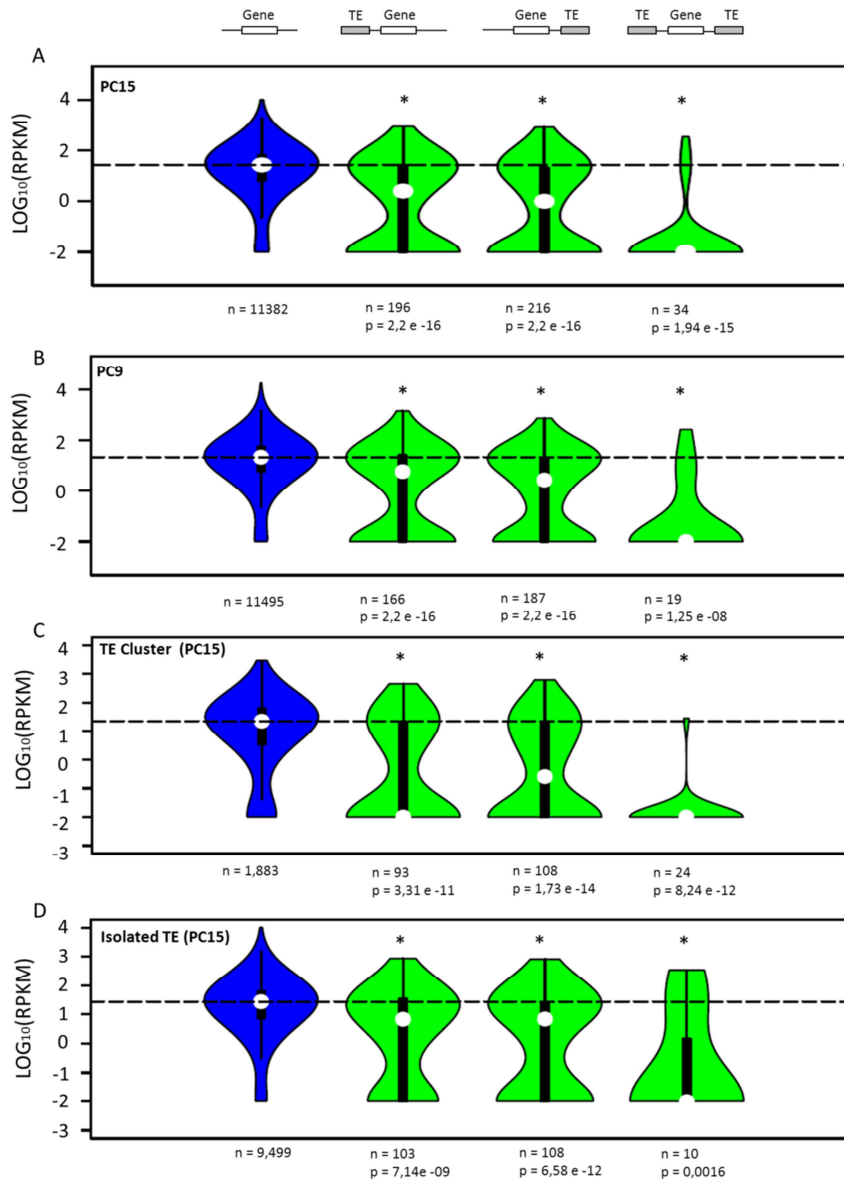 Gene TE Gene Gene TE TE Gene TE
A
PC15
LOG10(RPKM)
4
2
0
-2
* * *
n = 11382 n = 196 n = 216 n = 34
p = 2,2 e -16 p = 2,2 e -16 p = 1,94 e -15
B
PC9
LOG10(RPKM)
4
2
0
-2
* * *
n = 11495 n = 166 n = 187 n = 19
p = 2,2 e -16 p = 2,2 e -16 p = 1,25 e -08
C
TE Cluster (PC15)
LOG10(RPKM)
4
3
2
1
0
-1
-2
-3
* * *
n = 1,883 n = 93 n = 108 n = 24
p = 3,31 e -11 p = 1,73 e -14 p = 8,24 e -12
D
Isolated TE (PC15)
LOG10(RPKM)
4
3
2
1
0
-1
-2
-3
* * *
n = 9,499 n = 103 n = 108 n = 10
p = 7,14e -09 p = 6,58 e -12 p = 0,0016